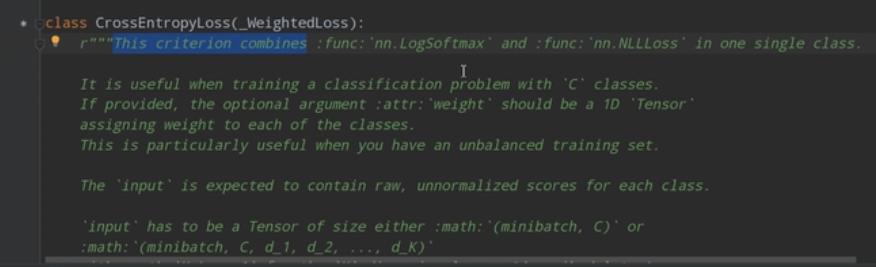 class CrossEntropyLoss(_WeightedLoss):
r"""This criterion combines :func:`nn.LogSoftmax` and :func:`nn.NLLLoss` in one single class.
It is useful when training a classification problem with `C` classes.
If provided, the optional argument :attr:`weight` should be a 1D `Tensor`
assigning weight to each of the classes.
This is particularly useful when you have an unbalanced training set.
The `input` is expected to contain raw, unnormalized scores for each class.
`input` has to be a Tensor of size either :math:`(minibatch, C)` or
:math:`(minibatch, C, d_1, d_2, ..., d_K)`